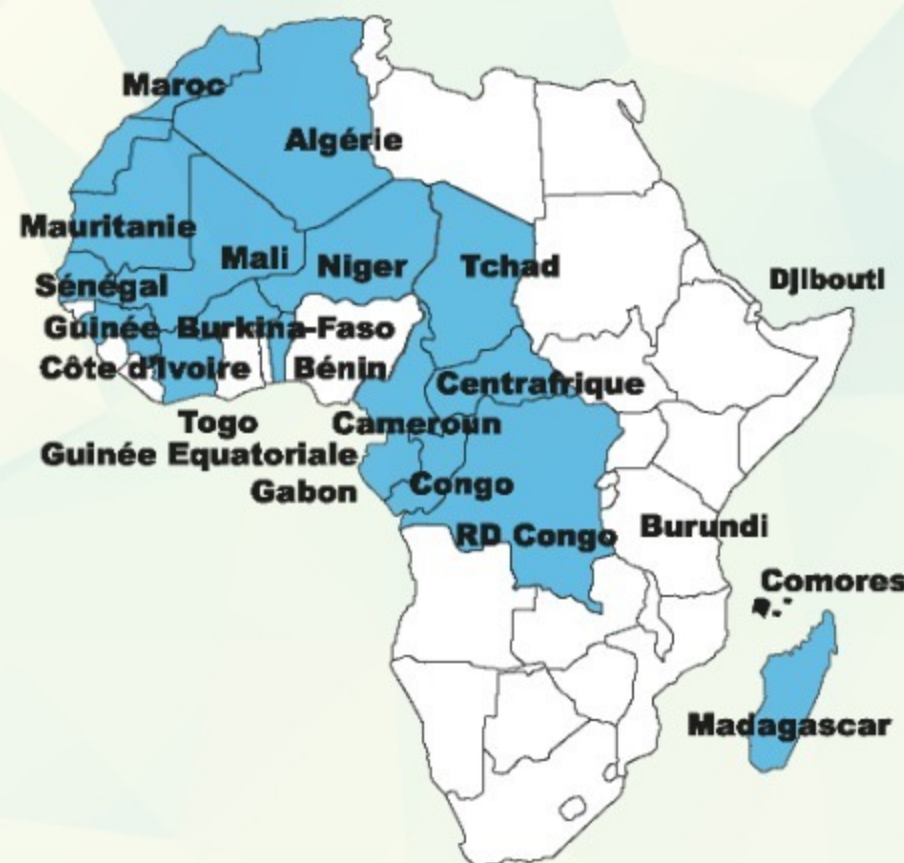 Maroc
Algérie
Mauritanie
Mali
Niger
Tchad
Djibouti
Sénégal
Guinée
Burkina-Faso
Côte d'Ivoire
Bénin
Centrafrique
Togo
Cameroun
Guinée Equatoriale
Gabon
Congo
RD Congo
Burundi
Comores
Madagascar